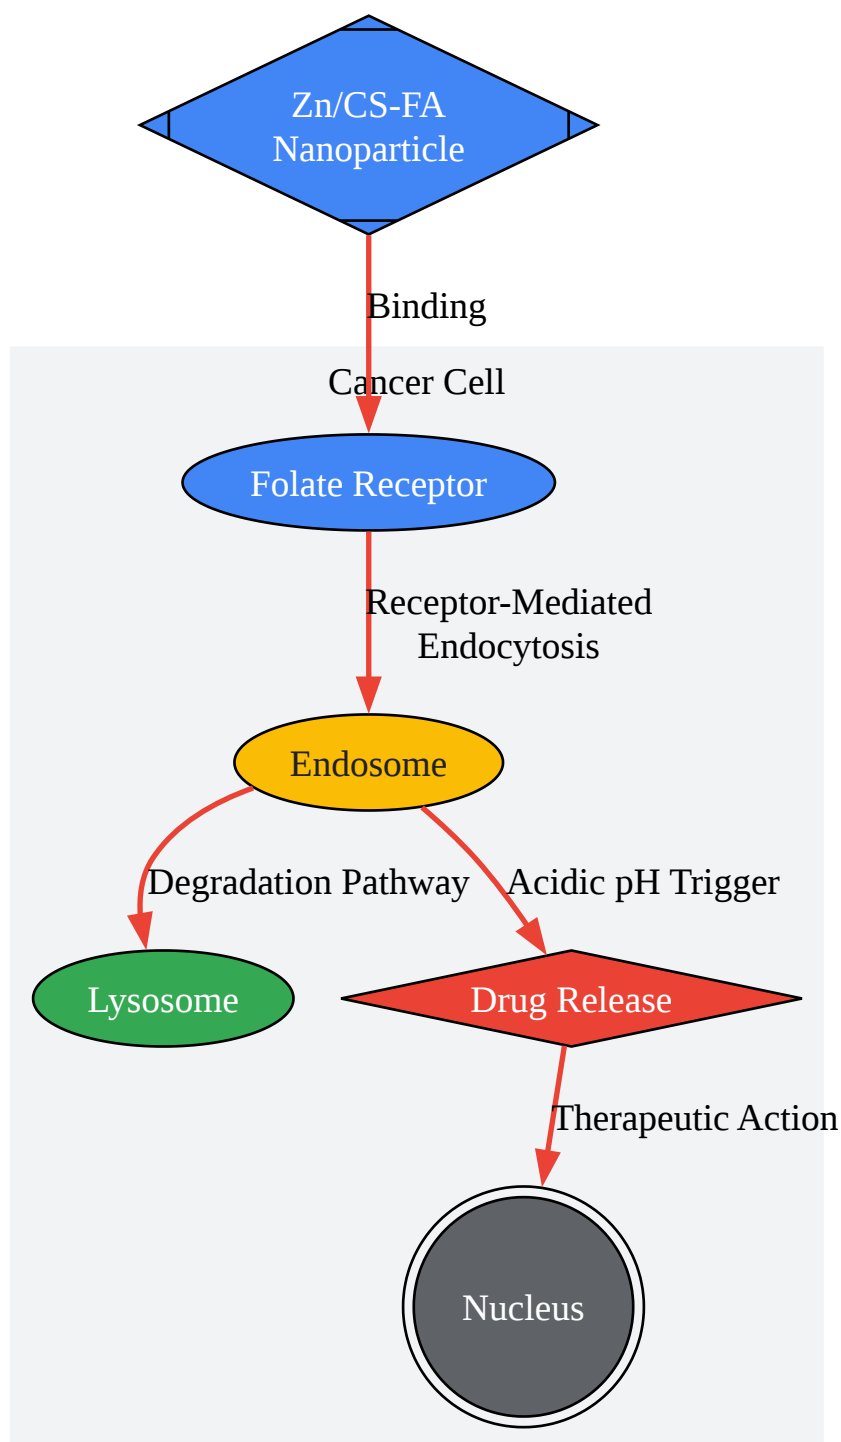 Zn/CS-FA
Nanoparticle
Binding
Cancer Cell
Folate Receptor
Receptor-Mediated
Endocytosis
Endosome
Degradation Pathway
Acidic pH Trigger
Lysosome
Drug Release
Therapeutic Action
Nucleus